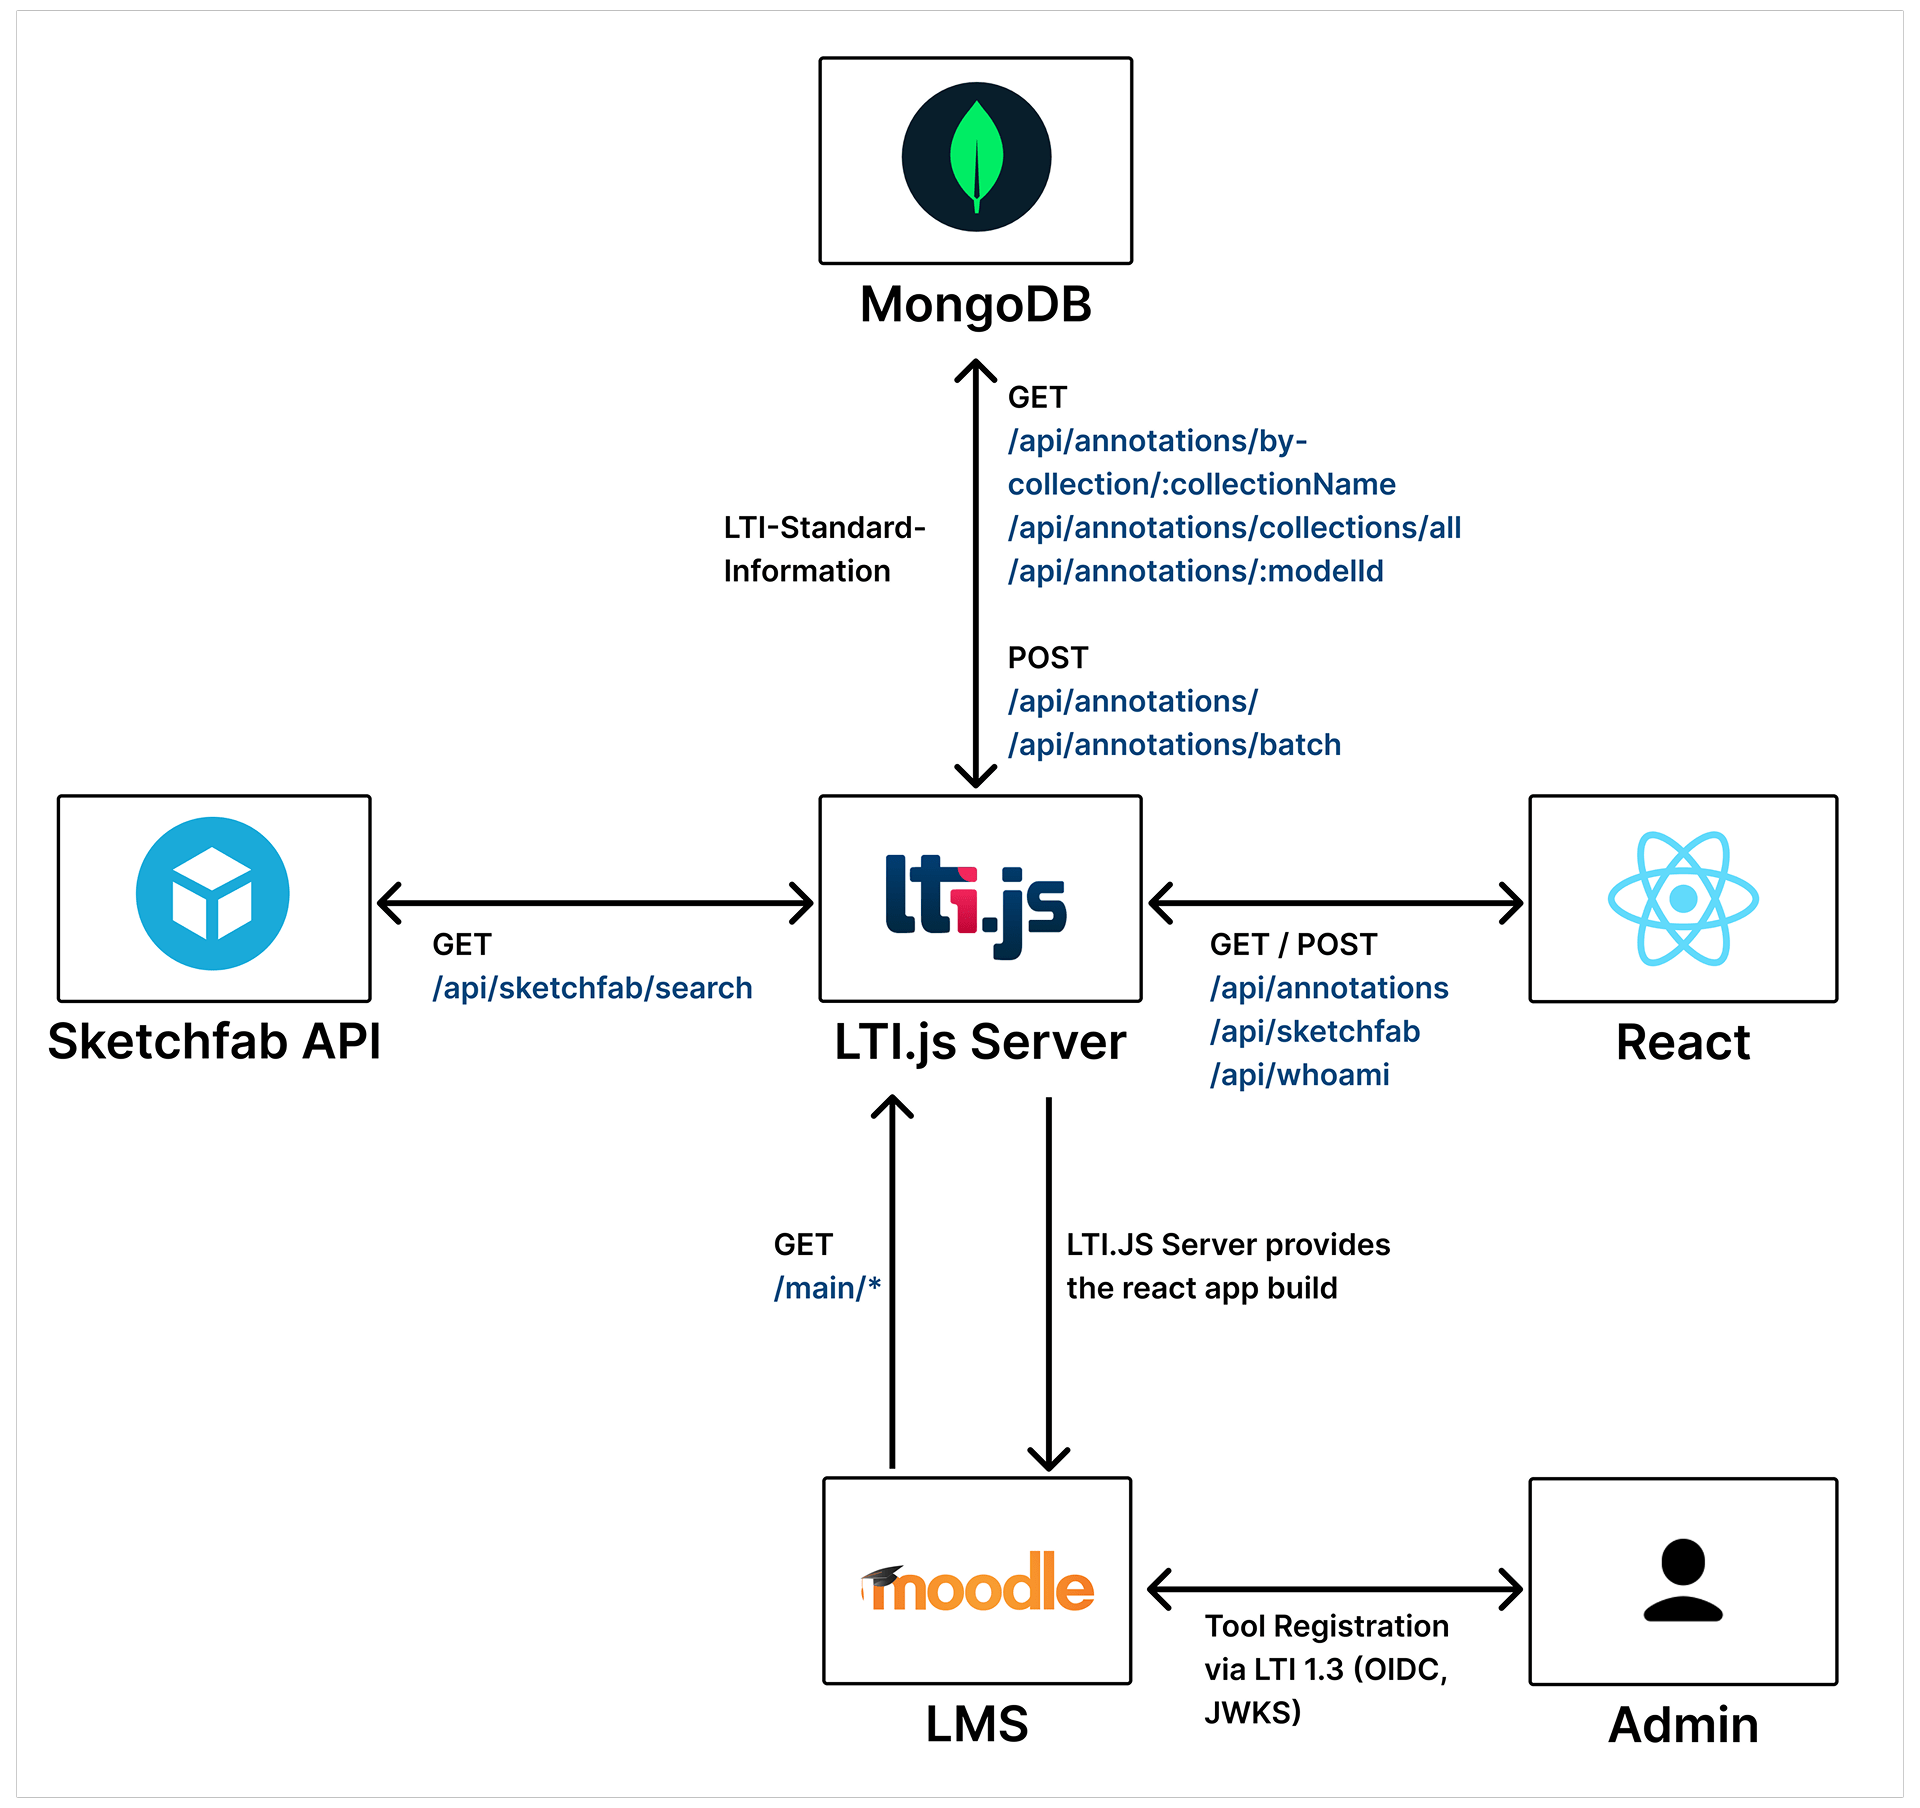 MongoDB
GET
/api/annotations/by-
collection/:collectionName
/api/annotations/collections/all
/api/annotations/:modelId
LTI-Standard-
Information
POST
/api/annotations/
/api/annotations/batch
lti.js
Sketchfab API
GET
/api/sketchfab/search
LTI.js Server
GET / POST
/api/annotations
/api/sketchfab
/api/whoami
React
GET
/main/*
LTI.JS Server provides
the react app build
moodle
LMS
Tool Registration
via LTI 1.3 (OIDC,
JWKS)
Admin